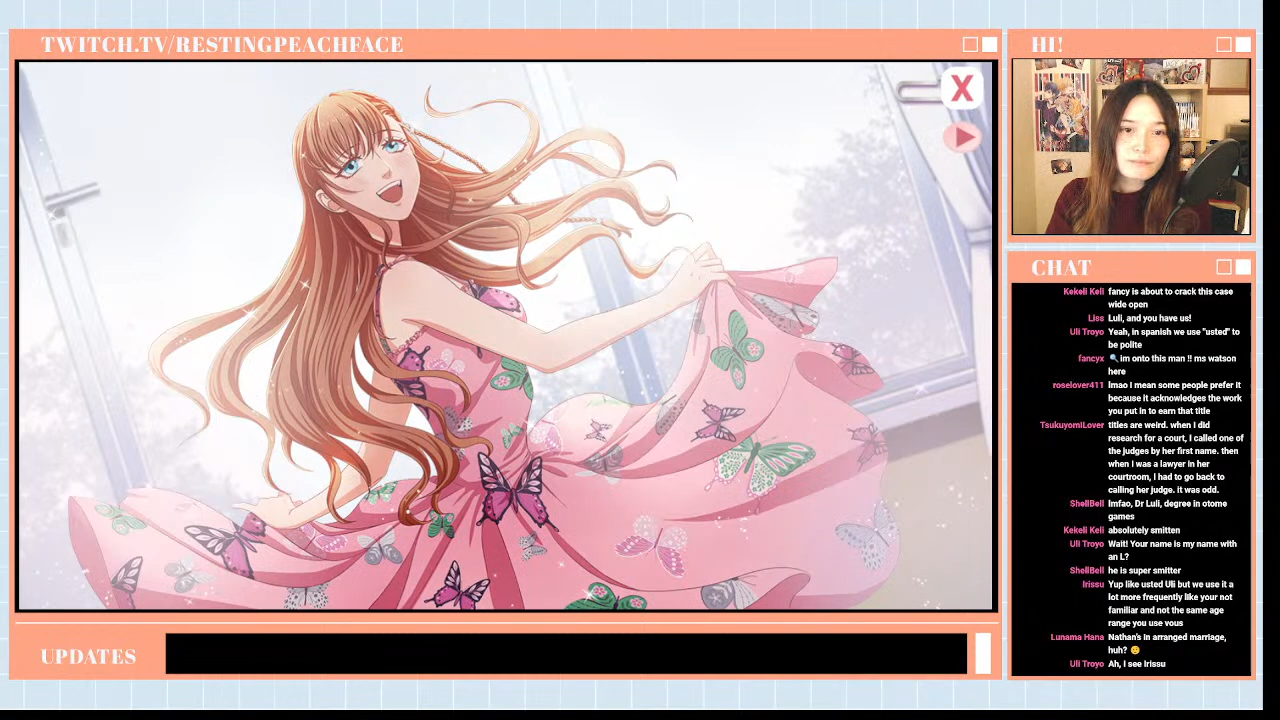 TWITCH.TV/RESTINGPEACHFACE
X
HI!
CHAT
Kekeli Keli fancy is about to crack this case
wide open
Liss Luli, and you have us!
Uli Troyo Yeah, in spanish we use "usted" to
be polite
fancyx 🔍im onto this man !! ms watson
here
roselover411 lmao I mean some people prefer it
because it acknowledges the work
you put in to earn that title
TsukuyomiLover titles are weird. when I did
research for a court, I called one of
the judges by her first name. then
when I was a lawyer in her
courtroom, I had to go back to
calling her judge. it was odd.
ShellBell lmfao, Dr Luli, degree in otome
games
Kekeli Keli absolutely smitten
Uli Troyo Wait! Your name is my name with
an L?
ShellBell he is super smitter
Irissu Yup like usted Uli but we use it a
lot more frequently like your not
familiar and not the same age
range you use vous
Lunama Hana Nathan's in arranged marriage,
huh?
Uli Troyo Ah, I see Irissu
UPDATES